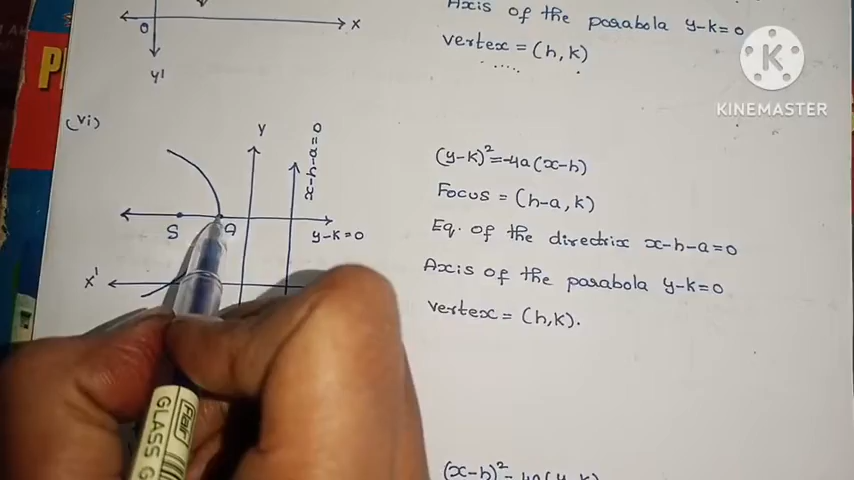 Axis of the parabola y-k=0
0
x
vertex = (h,k)
y'
P
KINEMASTER
(vi)
y
x-h-a=0
(y-k)²=-4a(x-h)
Focus = (h-a,k)
S
A
y-k=0
Eq. of the directrix x-h-a=0
x'
Axis of the parabola y-k=0
vertex = (h,k).
Flair
GLASS G